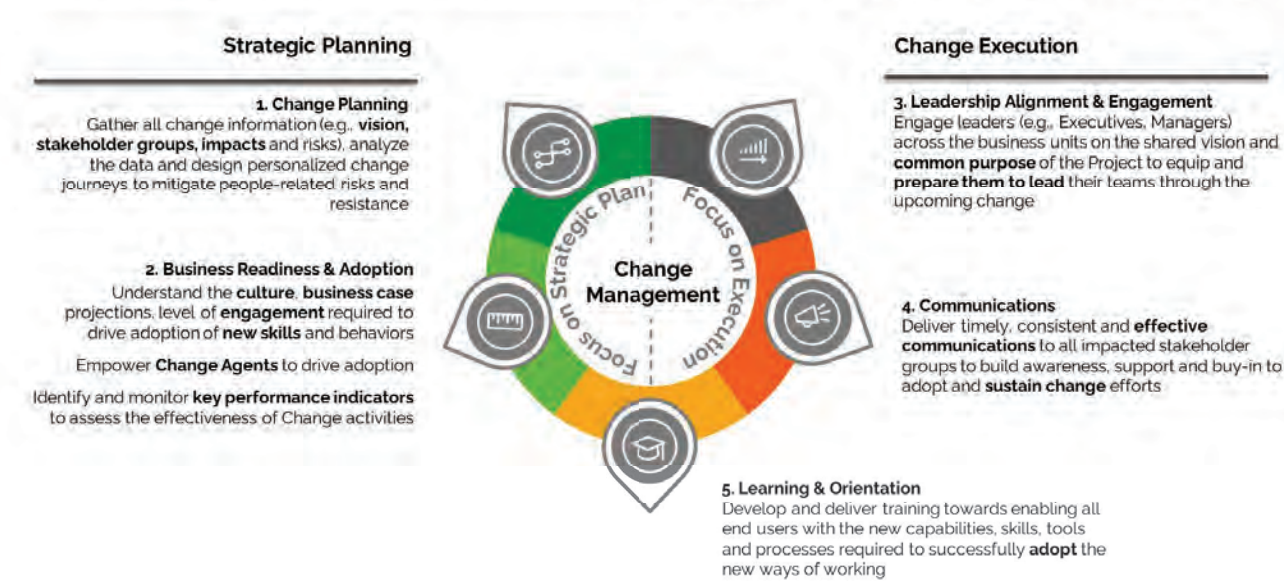 Strategic Planning
1. Change Planning
Gather all change information (e.g., vision,
stakeholder groups, impacts and risks), analyze
the data and design personalized change
journeys to mitigate people-related risks and
resistance
2. Business Readiness & Adoption
Understand the culture, business case
projections, level of engagement required to
drive adoption of new skills and behaviors
Empower Change Agents to drive adoption
Identify and monitor key performance indicators
to assess the effectiveness of Change activities
Focus on Strategic Plan
Focus on Execution
Change
Management
Change Execution
3. Leadership Alignment & Engagement
Engage leaders (e.g., Executives, Managers)
across the business units on the shared vision and
common purpose of the Project to equip and
prepare them to lead their teams through the
upcoming change
4. Communications
Deliver timely, consistent and effective
communications to all impacted stakeholder
groups to build awareness, support and buy-in to
adopt and sustain change efforts
5. Learning & Orientation
Develop and deliver training towards enabling all
end users with the new capabilities, skills, tools
and processes required to successfully adopt the
new ways of working